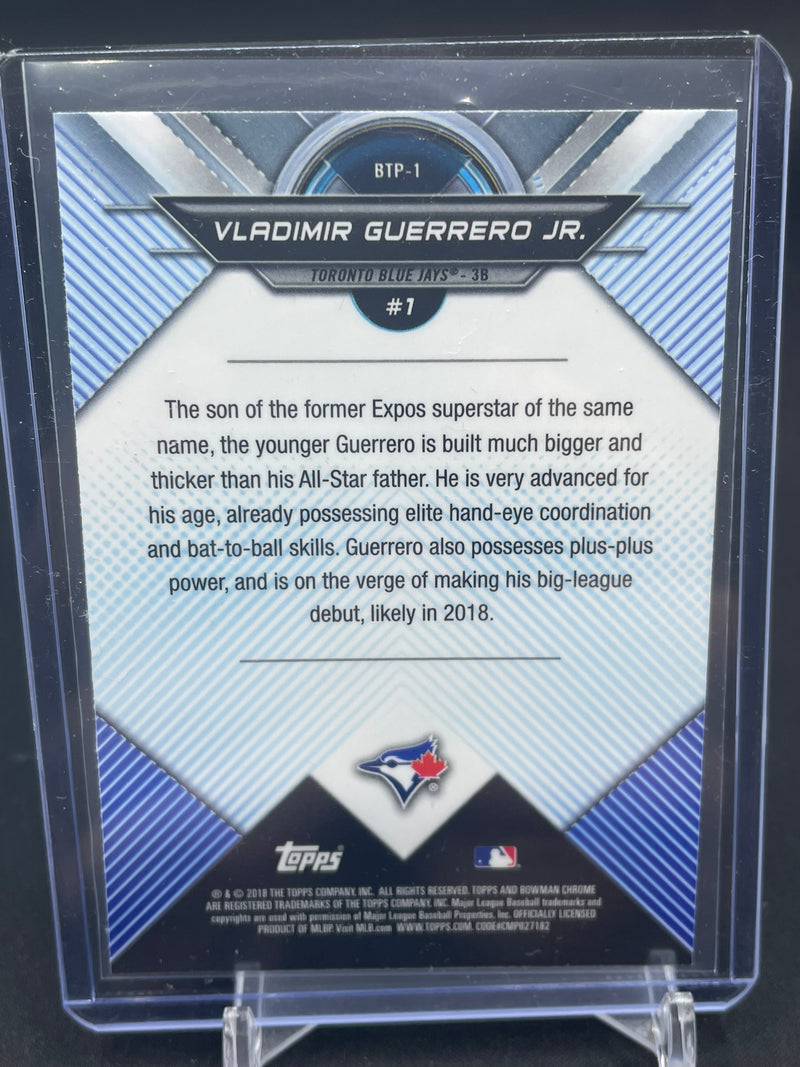 BTP-1
VLADIMIR GUERRERO JR.
TORONTO BLUE JAYS® - 3B
#1
The son of the former Expos superstar of the same
name, the younger Guerrero is built much bigger and
thicker than his All-Star father. He is very advanced for
his age, already possessing elite hand-eye coordination
and bat-to-ball skills. Guerrero also possesses plus-plus
power, and is on the verge of making his big-league
debut, likely in 2018.
®
Topps®
® & © 2018 THE TOPPS COMPANY, INC. ALL RIGHTS RESERVED. TOPPS AND BOWMAN CHROME
ARE REGISTERED TRADEMARKS OF THE TOPPS COMPANY, INC. Major League Baseball trademarks and
copyrights are used with permission of Major League Baseball Properties, Inc. OFFICIALLY LICENSED
PRODUCT OF MLBP. Visit MLB.com WWW.TOPPS.COM. CODE#CMP027182